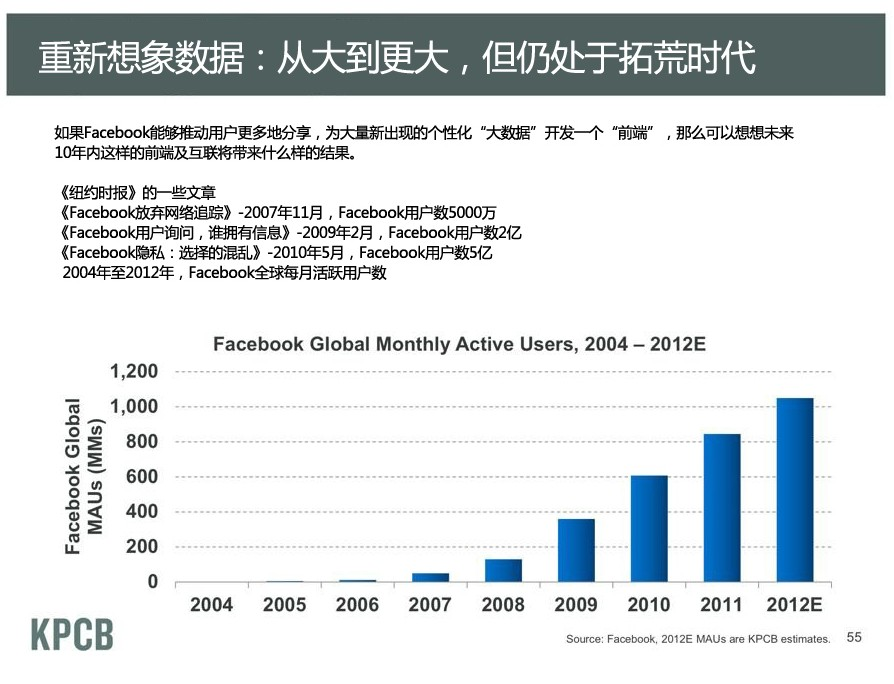 重新想象数据：从大到更大，但仍处于拓荒时代
如果Facebook能够推动用户更多地分享，为大量新出现的个性化“大数据”开发一个“前端”，那么可以想想未来
10年内这样的前端及互联将带来什么样的结果。
《纽约时报》的一些文章
《Facebook放弃网络追踪》-2007年11月，Facebook用户数5000万
《Facebook用户询问，谁拥有信息》-2009年2月，Facebook用户数2亿
《Facebook隐私：选择的混乱》-2010年5月，Facebook用户数5亿
2004年至2012年，Facebook全球每月活跃用户数
Facebook Global Monthly Active Users, 2004 – 2012E
Facebook Global
MAUs (MMs)
1,200
1,000
800
600
400
200
0
2004 2005 2006 2007 2008 2009 2010 2011 2012E
KPCB
Source: Facebook, 2012E MAUs are KPCB estimates. 55